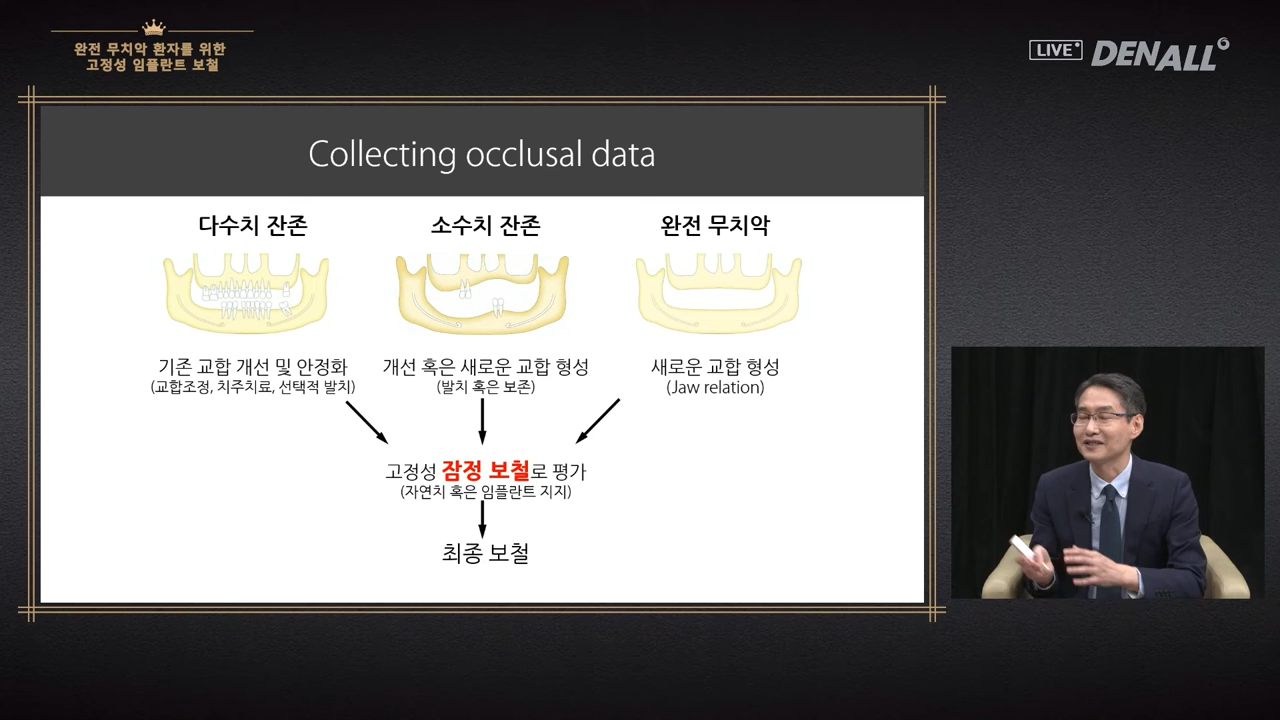 완전 무치악 환자를 위한
고정성 임플란트 보철
LIVE
DENALL
Collecting occlusal data
다수치 잔존
소수치 잔존
완전 무치악
기존 교합 개선 및 안정화
(교합조정, 치주치료, 선택적 발치)
개선 혹은 새로운 교합 형성
(발치 혹은 보존)
새로운 교합 형성
(Jaw relation)
고정성 잠정 보철로 평가
(자연치 혹은 임플란트 지지)
최종 보철